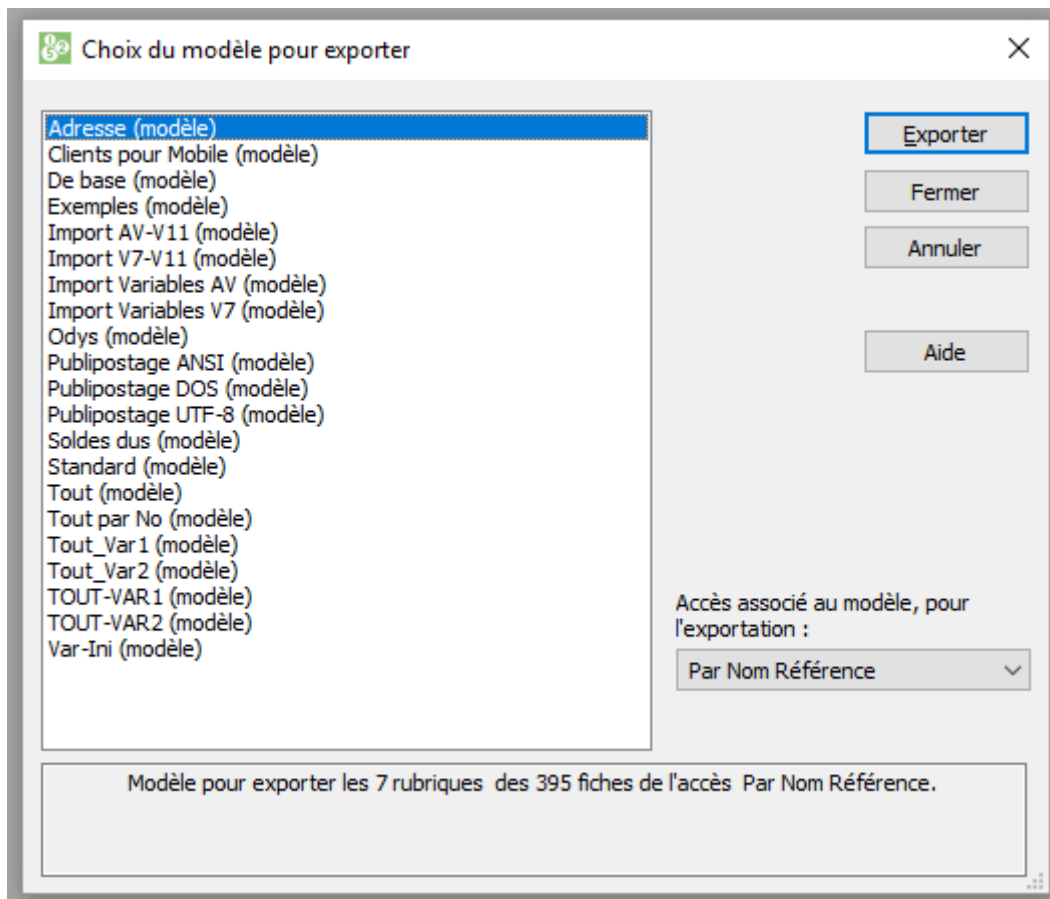 Choix du modèle pour exporter
Adresse (modèle)
Clients pour Mobile (modèle)
De base (modèle)
Exemples (modèle)
Import AV-V11 (modèle)
Import V7-V11 (modèle)
Import Variables AV (modèle)
Import Variables V7 (modèle)
Odys (modèle)
Publipostage ANSI (modèle)
Publipostage DOS (modèle)
Publipostage UTF-8 (modèle)
Soldes dus (modèle)
Standard (modèle)
Tout (modèle)
Tout par No (modèle)
Tout_Var1 (modèle)
Tout_Var2 (modèle)
TOUT-VAR1 (modèle)
TOUT-VAR2 (modèle)
Var-Ini (modèle)
Exporter
Fermer
Annuler
Aide
Accès associé au modèle, pour
l'exportation :
Par Nom Référence
Modèle pour exporter les 7 rubriques des 395 fiches de l'accès Par Nom Référence.